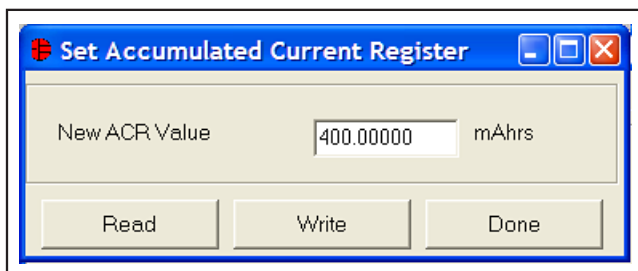 Set Accumulated Current Register
New ACR Value 400.00000 mAhrs
Read Write Done